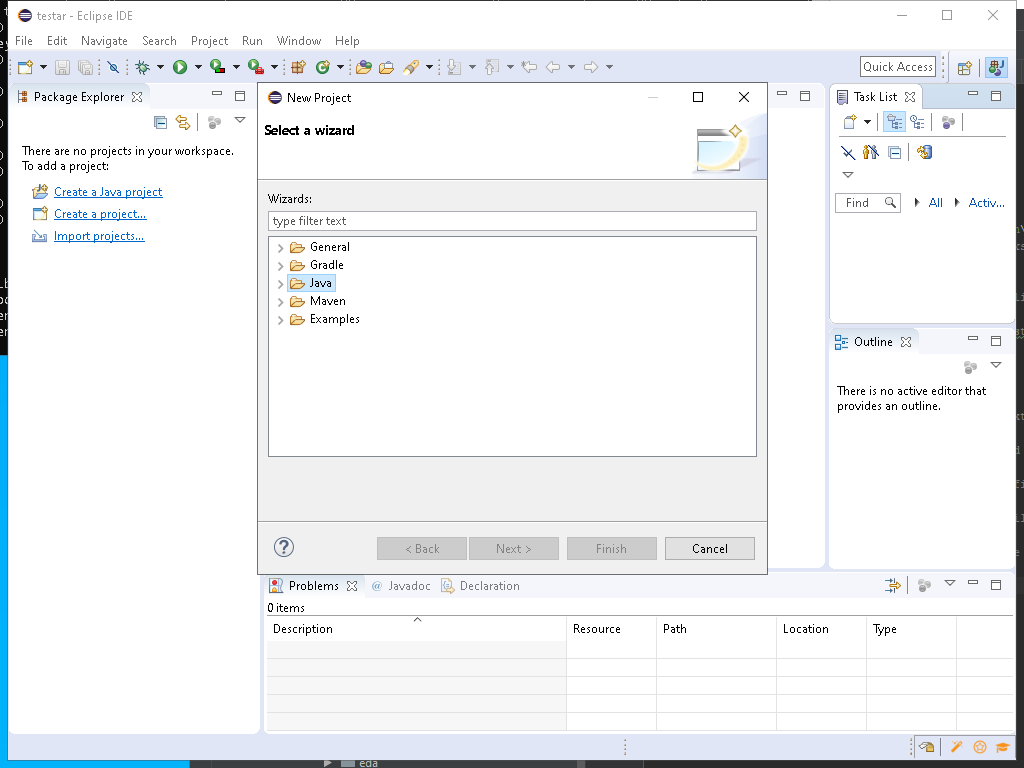 testar - Eclipse IDE
File Edit Navigate Search Project Run Window Help
Quick Access
Package Explorer
There are no projects in your workspace.
To add a project:
Create a Java project
Create a project...
Import projects...
New Project
Select a wizard
Wizards:
type filter text
General
Gradle
Java
Maven
Examples
?
< Back Next > Finish Cancel
Task List
Find All Activ...
Outline
There is no active editor that
provides an outline.
Problems @ Javadoc Declaration
0 items
Description Resource Path Location Type
eda